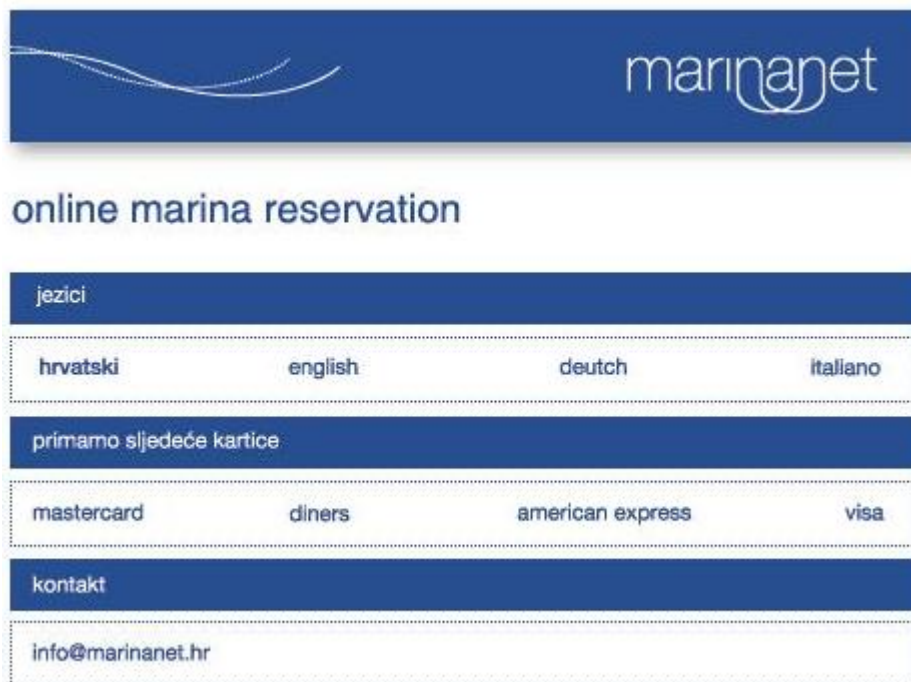 marinanet
online marina reservation
jezici
hrvatski english deutch italiano
primamo sljedeće kartice
mastercard diners american express visa
kontakt
info@marinanet.hr